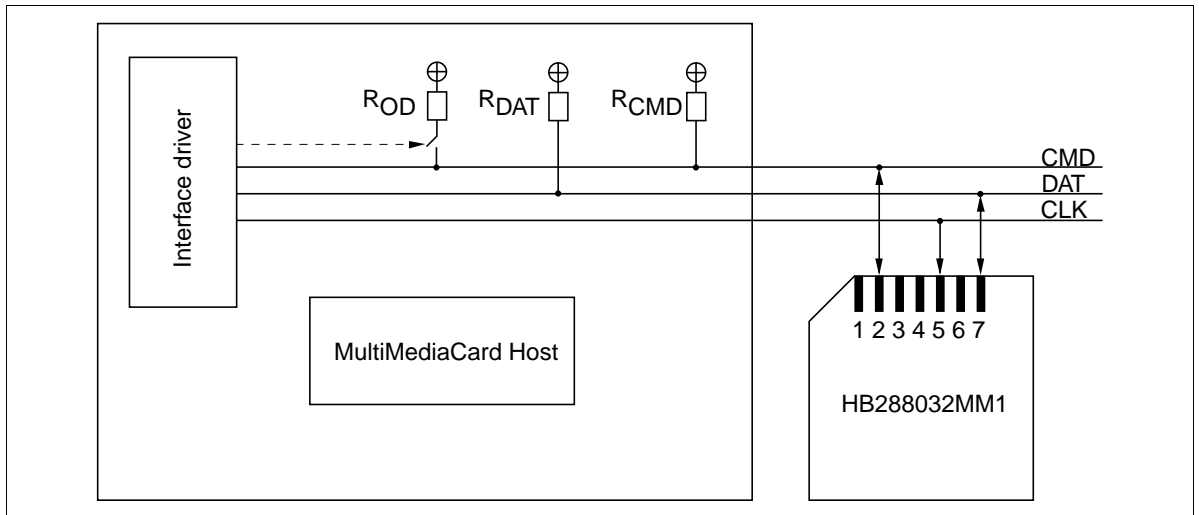 ROD RDAT RCMD
Interface driver
CMD
DAT
CLK
1 2 3 4 5 6 7
MultiMediaCard Host
HB288032MM1